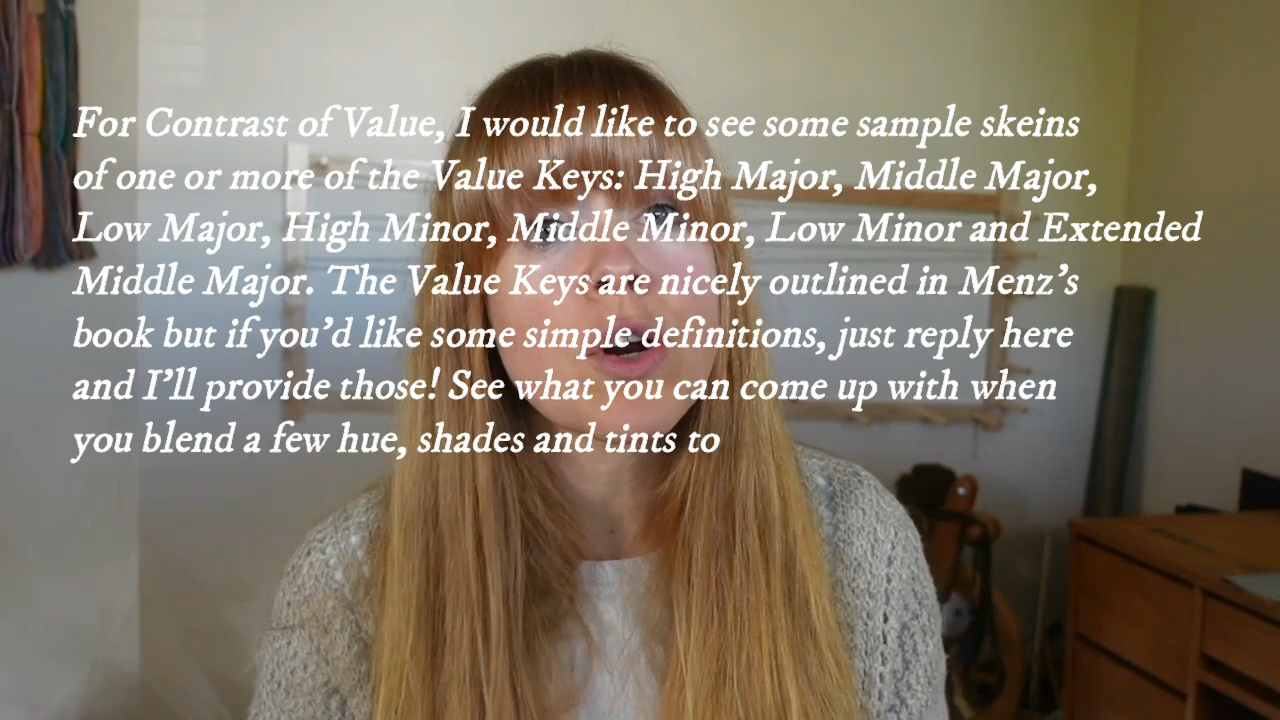 For Contrast of Value, I would like to see some sample skeins
of one or more of the Value Keys: High Major, Middle Major,
Low Major, High Minor, Middle Minor, Low Minor and Extended
Middle Major. The Value Keys are nicely outlined in Menz's
book but if you'd like some simple definitions, just reply here
and I'll provide those! See what you can come up with when
you blend a few hue, shades and tints to